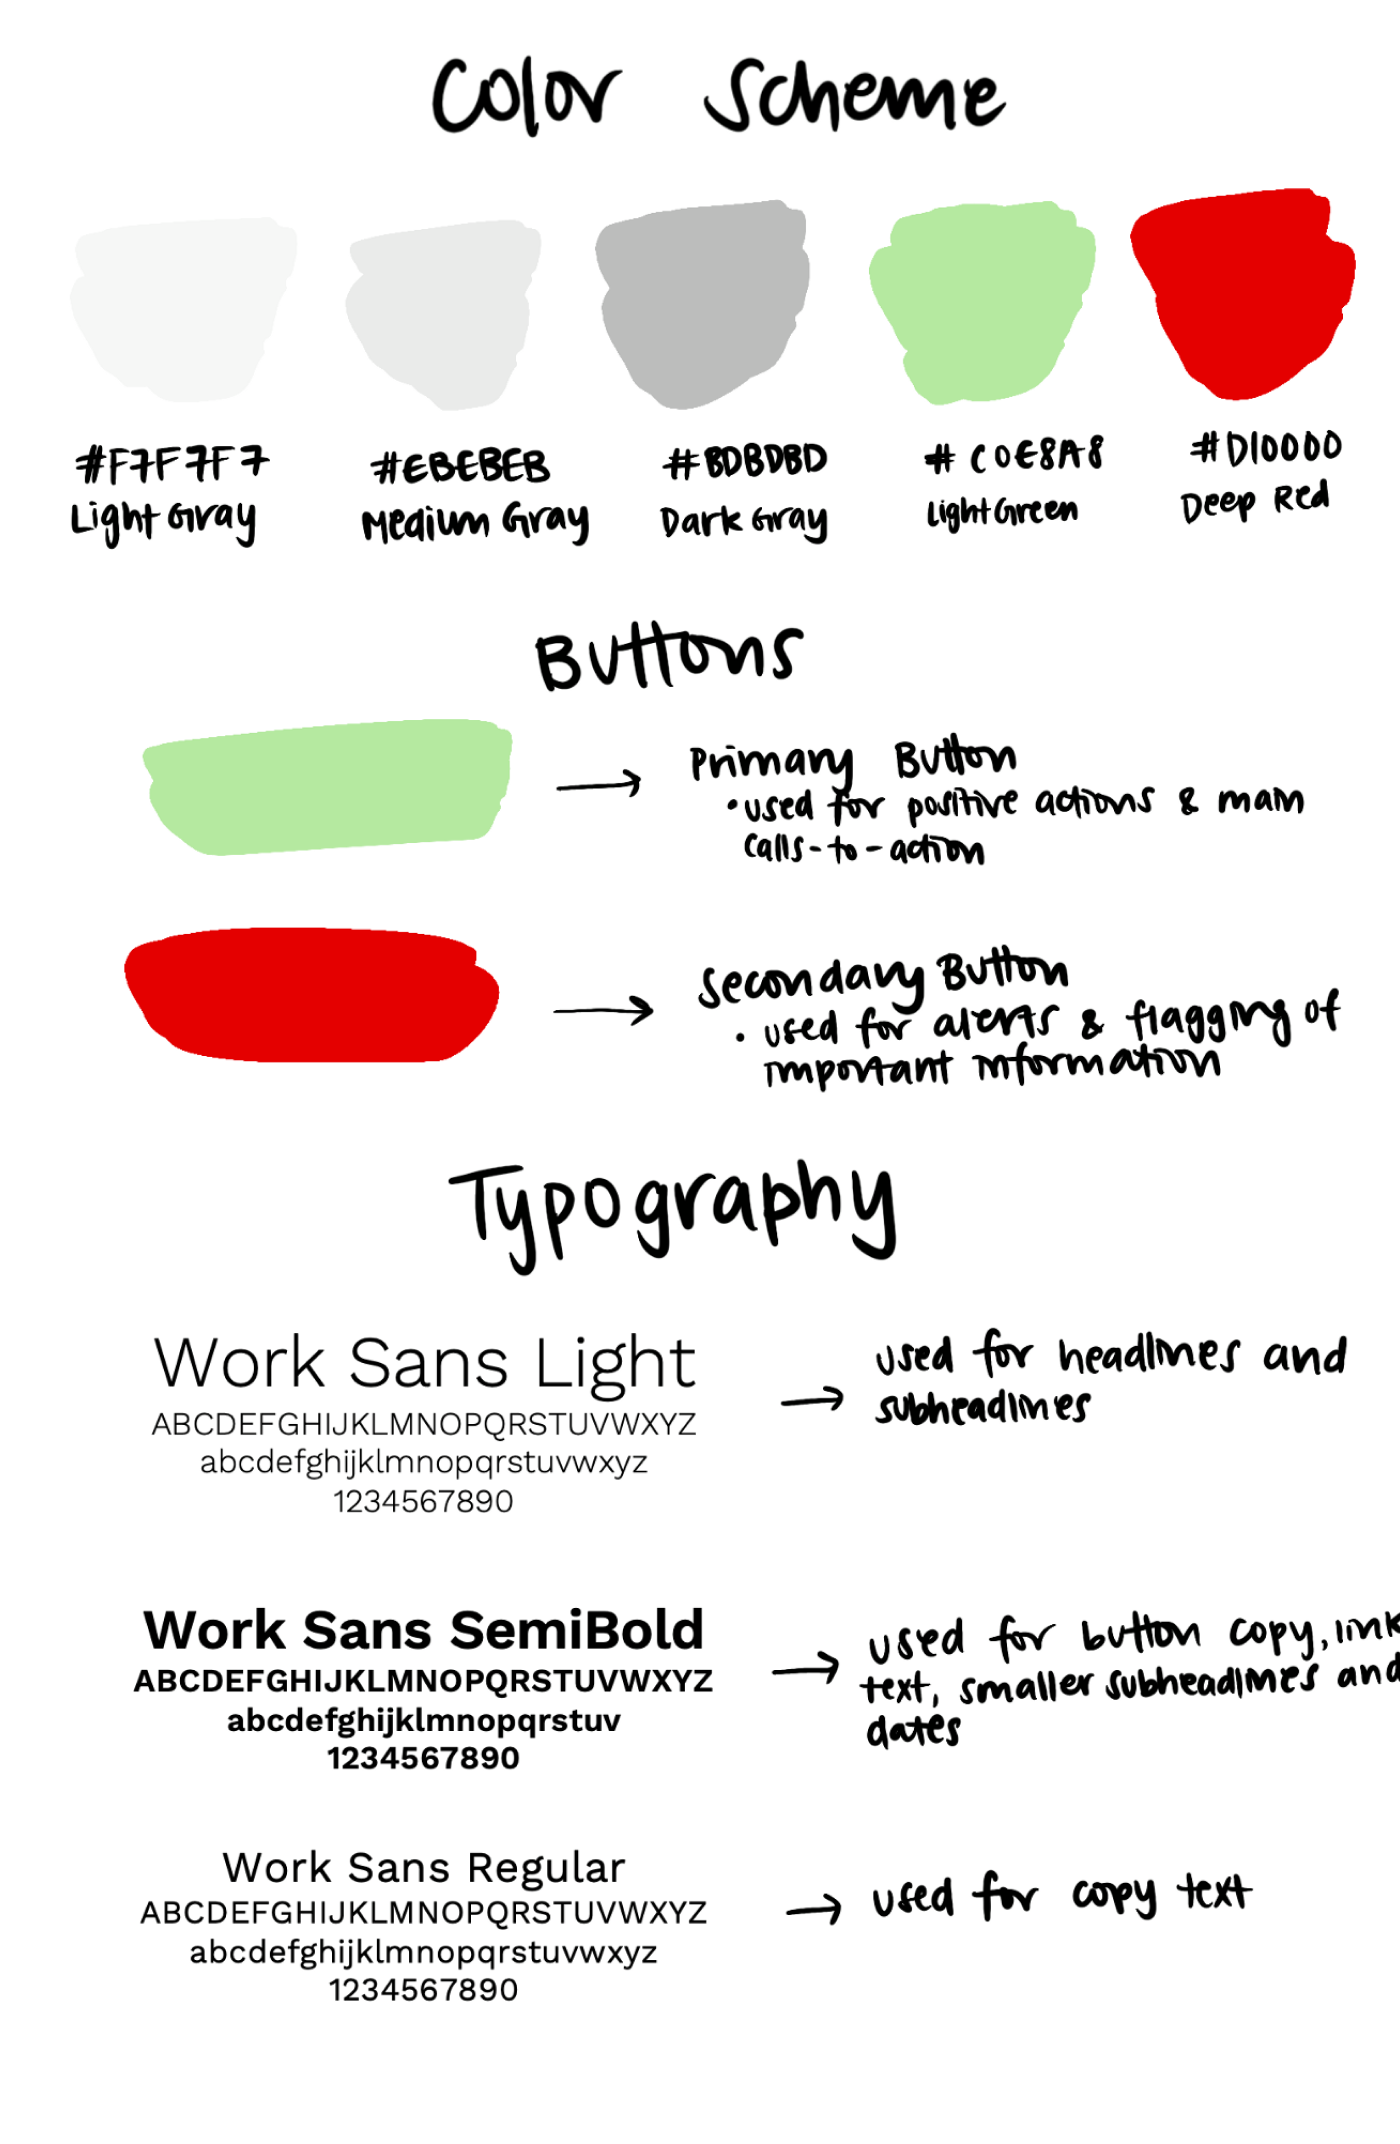 Color Scheme
#F7F7F7 #EBEBEB #BDBDBD #C0E8A8 #D10000
Light Gray Medium Gray Dark Gray Light Green Deep Red
Buttons
Primary Button
• used for positive actions & main
calls-to-action
Secondary Button
• used for alerts & flagging of
important information
Typography
Work Sans Light
ABCDEFGHIJKLMNOPQRSTUVWXYZ
abcdefghijklmnopqrstuvwxyz
1234567890
used for headlines and
subheadlines
Work Sans SemiBold
ABCDEFGHIJKLMNOPQRSTUVWXYZ
abcdefghijklmnopqrstuv
1234567890
used for button copy, link
text, smaller subheadlines and
dates
Work Sans Regular
ABCDEFGHIJKLMNOPQRSTUVWXYZ
abcdefghijklmnopqrstuvwxyz
1234567890
used for copy text